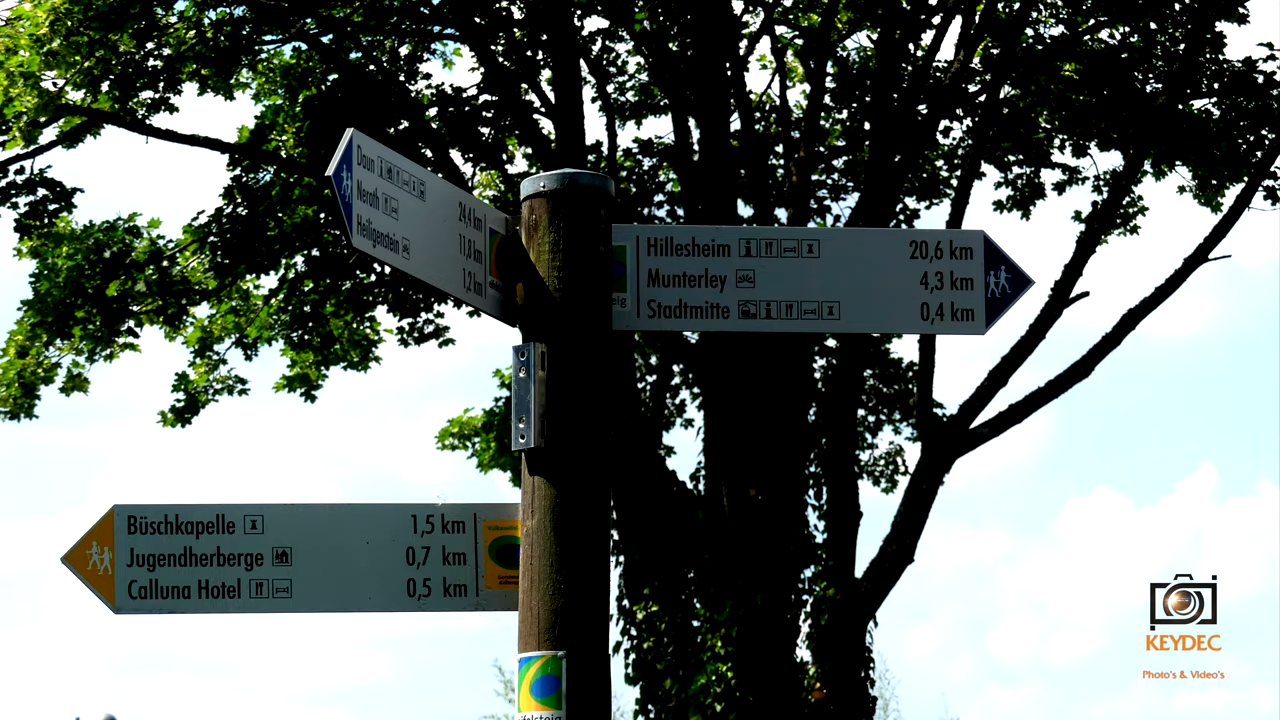 Daun
24,4 km
Neroth
11,8 km
Heiligenstein
1,2 km
Hillesheim 20,6 km
Munterley 4,3 km
Stadtmitte 0,4 km
Büschkapelle 1,5 km
Jugendherberge 0,7 km
Calluna Hotel 0,5 km
KEYDEC
Photo's & Video's